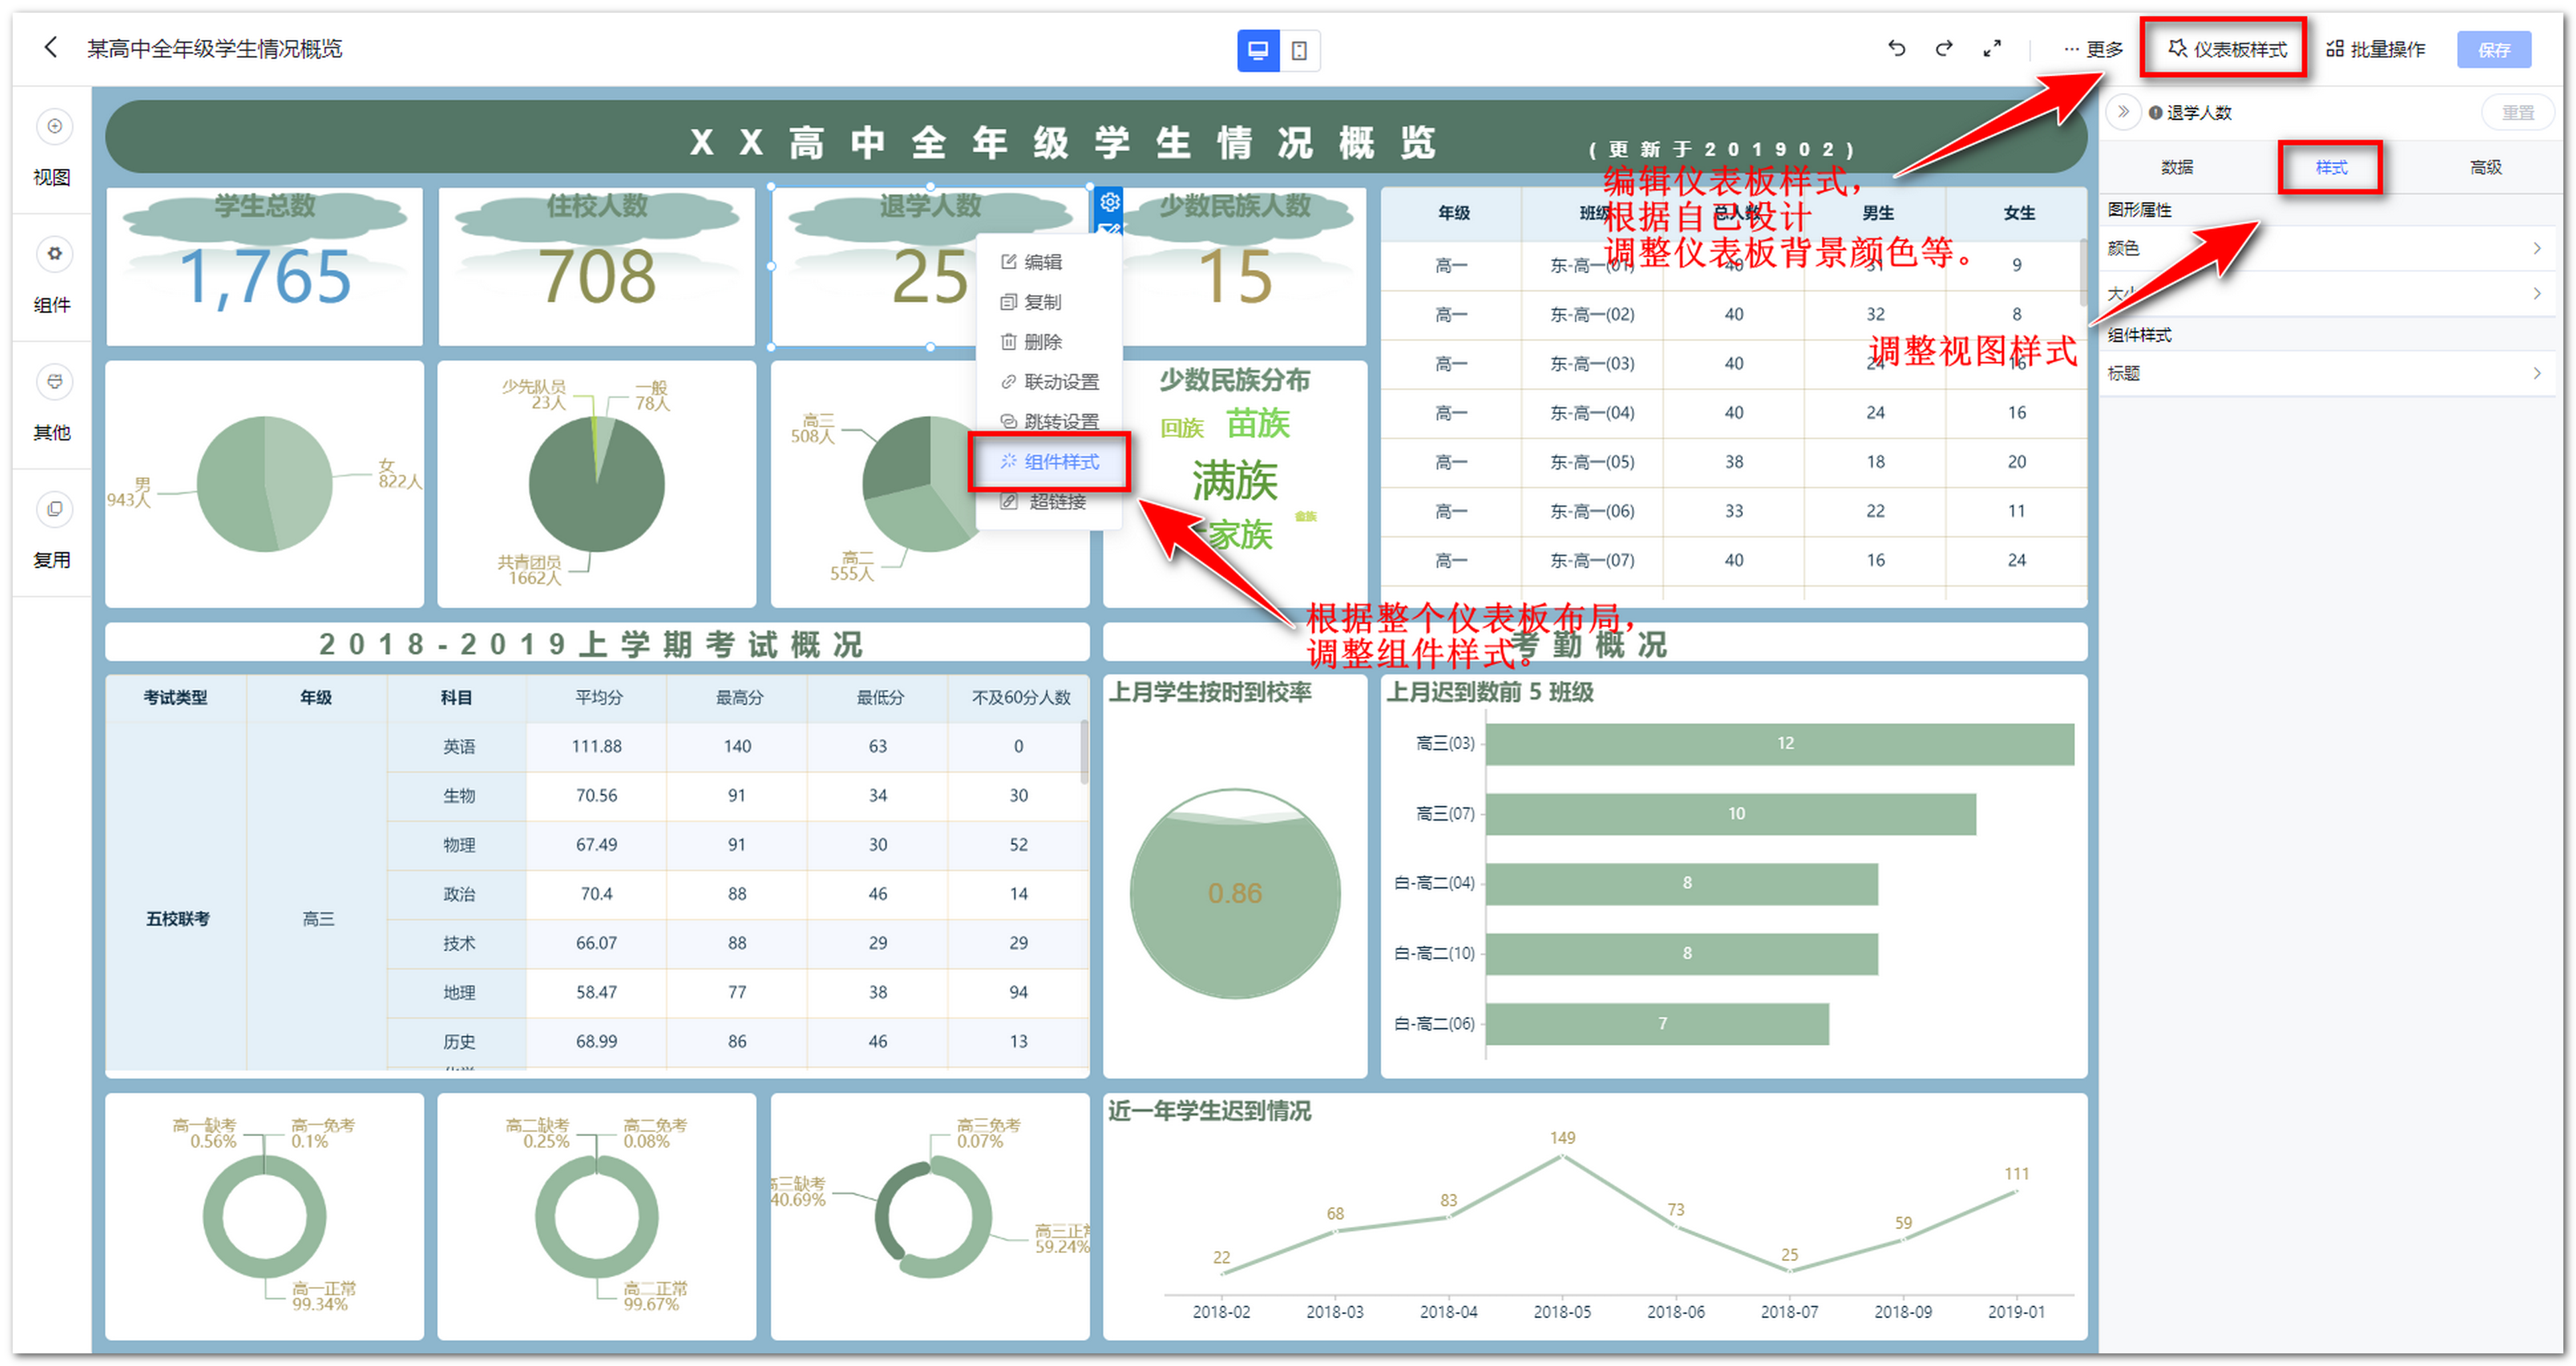 某高中全年级学生情况概览
更多
仪表板样式
批量操作
保存
视图
组件
其他
复用
XX高中全年级学生情况概览
(更新于201902)
编辑仪表板样式，
根据自己设计
调整仪表板背景颜色等。
退学人数
重置
数据
样式
高级
图形属性
颜色
大小
组件样式
标题
调整视图样式
学生总数
1,765
住校人数
708
退学人数
25
少数民族人数
15
编辑
复制
删除
联动设置
跳转设置
组件样式
超链接
根据整个仪表板布局，
调整组件样式。
年级 班级 总人数 男生 女生
高一 东-高一(01) 40 31 9
高一 东-高一(02) 40 32 8
高一 东-高一(03) 40 24 16
高一 东-高一(04) 40 24 16
高一 东-高一(05) 38 18 20
高一 东-高一(06) 33 22 11
高一 东-高一(07) 40 16 24
男
943人
女
822人
少先队员
23人
一般
78人
共青团员
1662人
高三
508人
高二
555人
少数民族分布
回族
苗族
满族
畲族
家族
2018-2019上学期考试概况
考勤概况
考试类型 年级 科目 平均分 最高分 最低分 不及60分人数
五校联考 高三
英语 111.88 140 63 0
生物 70.56 91 34 30
物理 67.49 91 30 52
政治 70.4 88 46 14
技术 66.07 88 29 29
地理 58.47 77 38 94
历史 68.99 86 46 13
上月学生按时到校率
0.86
上月迟到数前 5 班级
高三(03) 12
高三(07) 10
白-高二(04) 8
白-高二(10) 8
白-高二(06) 7
高一缺考
0.56%
高一免考
0.1%
高一正常
99.34%
高二缺考
0.25%
高二免考
0.08%
高二正常
99.67%
高三免考
0.07%
高三缺考
40.69%
高三正常
59.24%
近一年学生迟到情况
22
68
83
149
73
25
59
111
2018-02 2018-03 2018-04 2018-05 2018-06 2018-07 2018-09 2019-01